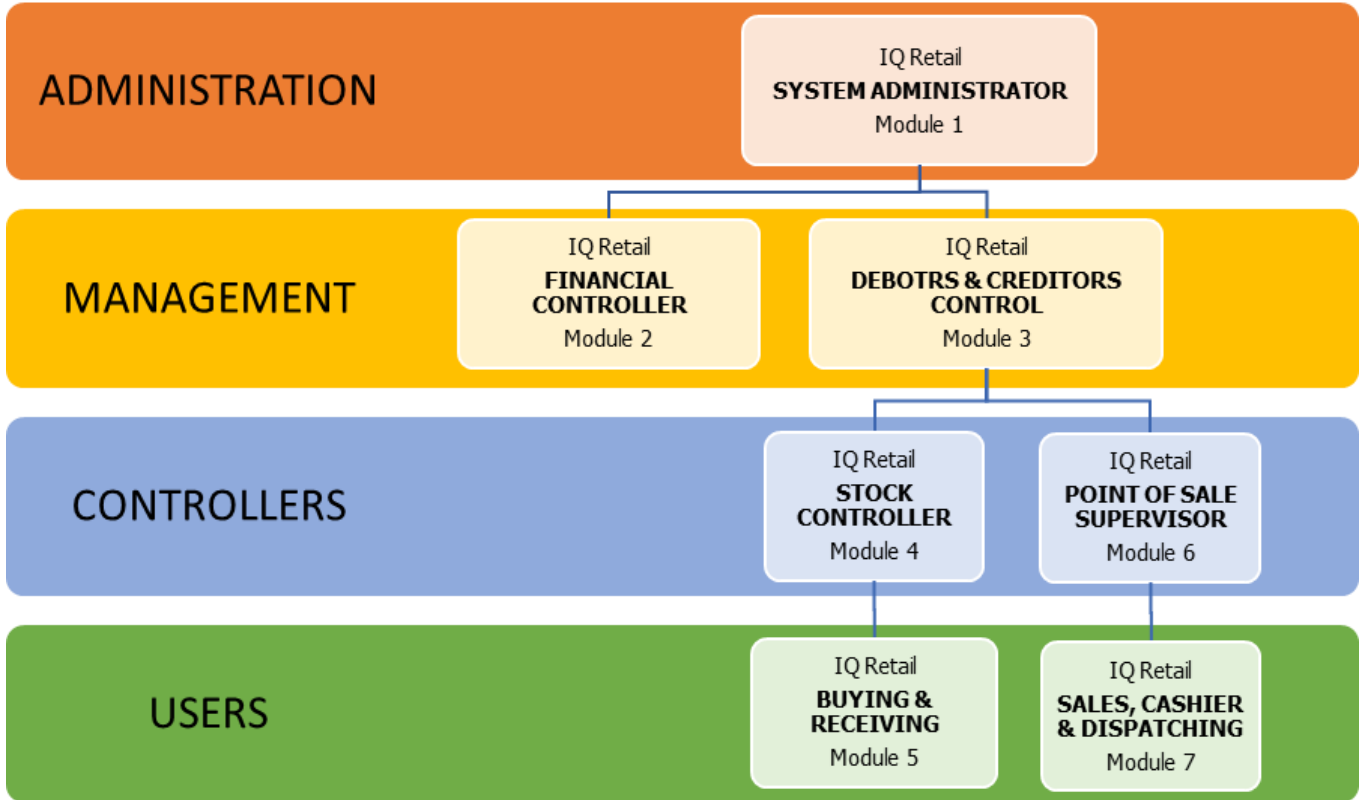 ADMINISTRATION
IQ Retail
SYSTEM ADMINISTRATOR
Module 1
MANAGEMENT
IQ Retail
FINANCIAL
CONTROLLER
Module 2
IQ Retail
DEBOTRS & CREDITORS
CONTROL
Module 3
CONTROLLERS
IQ Retail
STOCK
CONTROLLER
Module 4
IQ Retail
POINT OF SALE
SUPERVISOR
Module 6
USERS
IQ Retail
BUYING &
RECEIVING
Module 5
IQ Retail
SALES, CASHIER
& DISPATCHING
Module 7